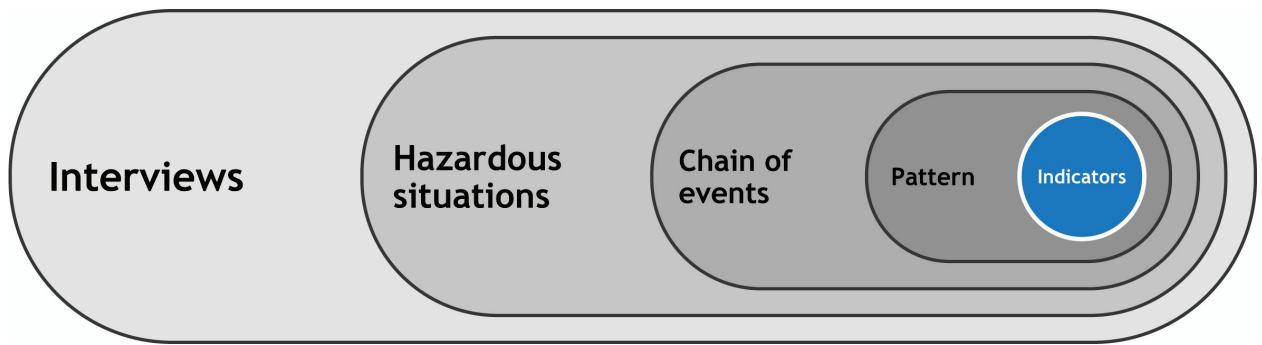 Interviews
Hazardous
situations
Chain of
events
Pattern
Indicators